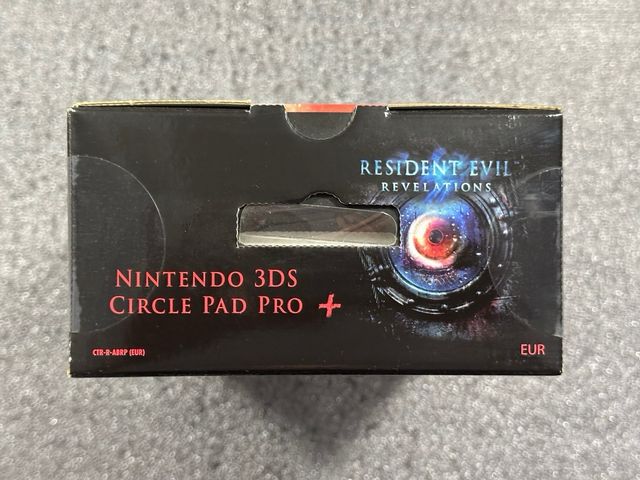 RESIDENT EVIL
REVELATIONS
NINTENDO 3DS
CIRCLE PAD PRO +
CTR-R-ABRP (EUR)
EUR